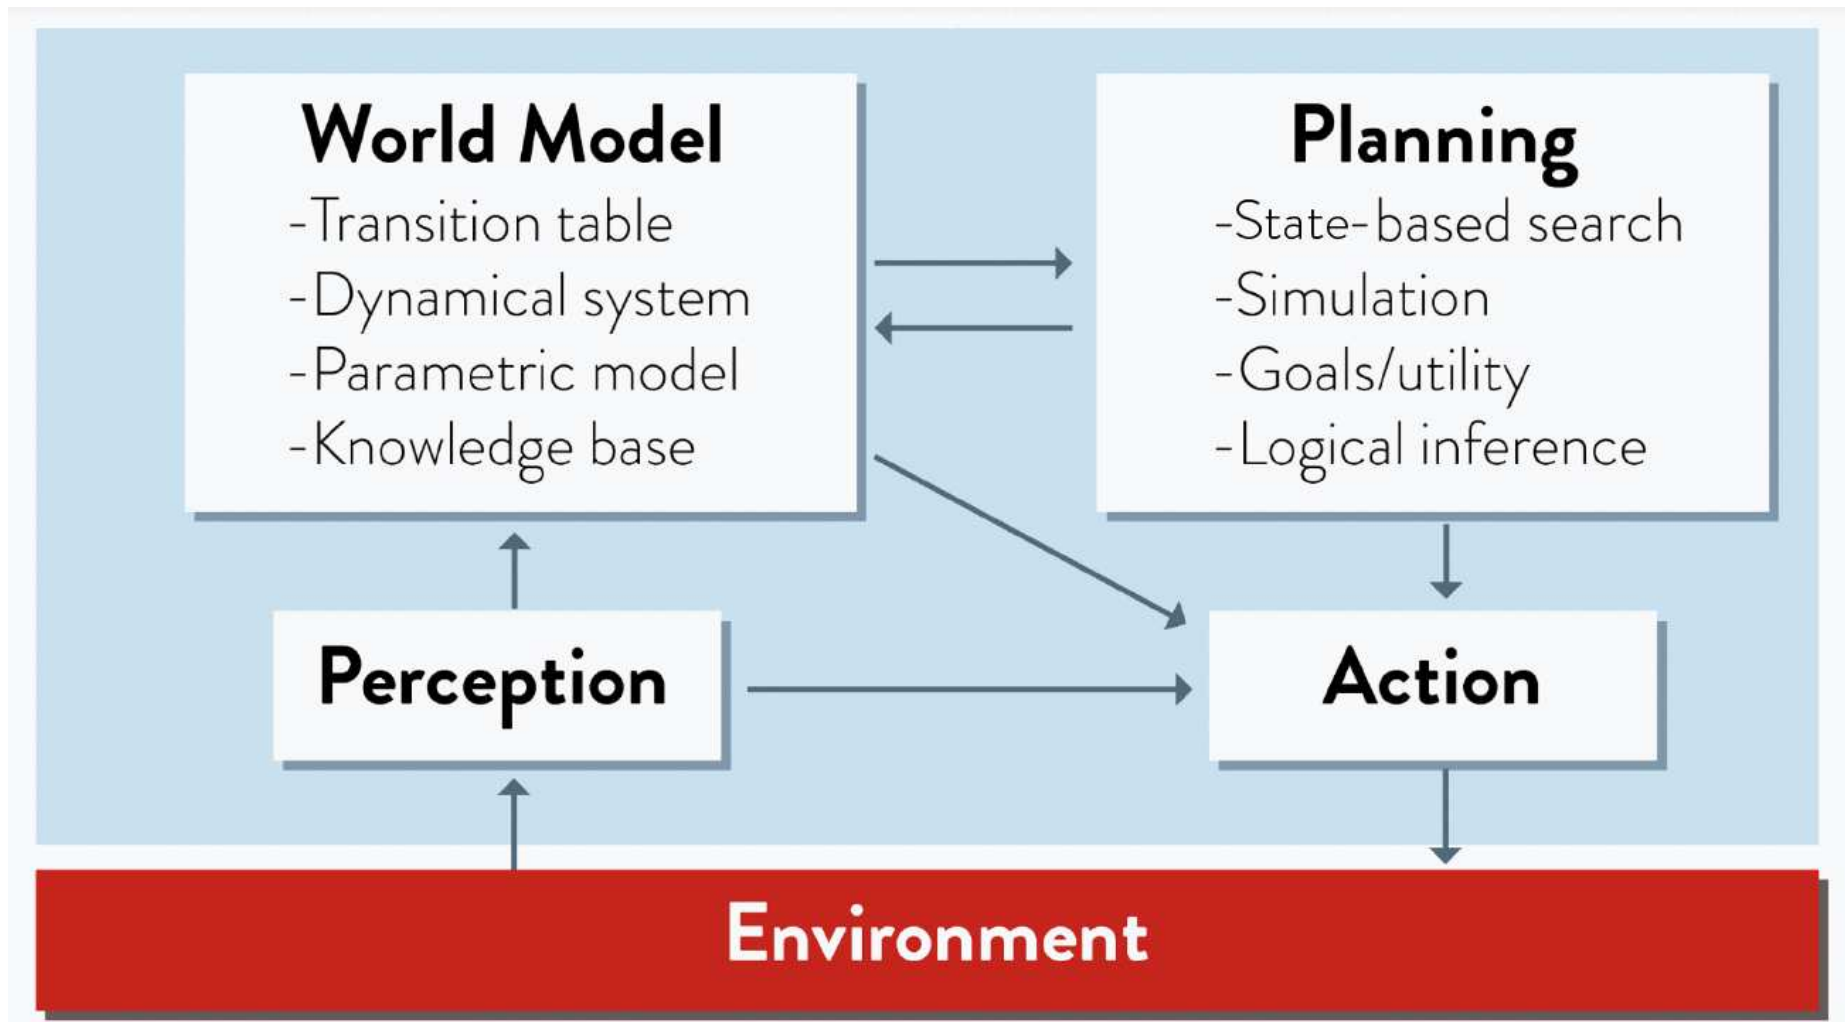 World Model
-Transition table
-Dynamical system
-Parametric model
-Knowledge base
Planning
-State-based search
-Simulation
-Goals/utility
-Logical inference
Perception
Action
Environment